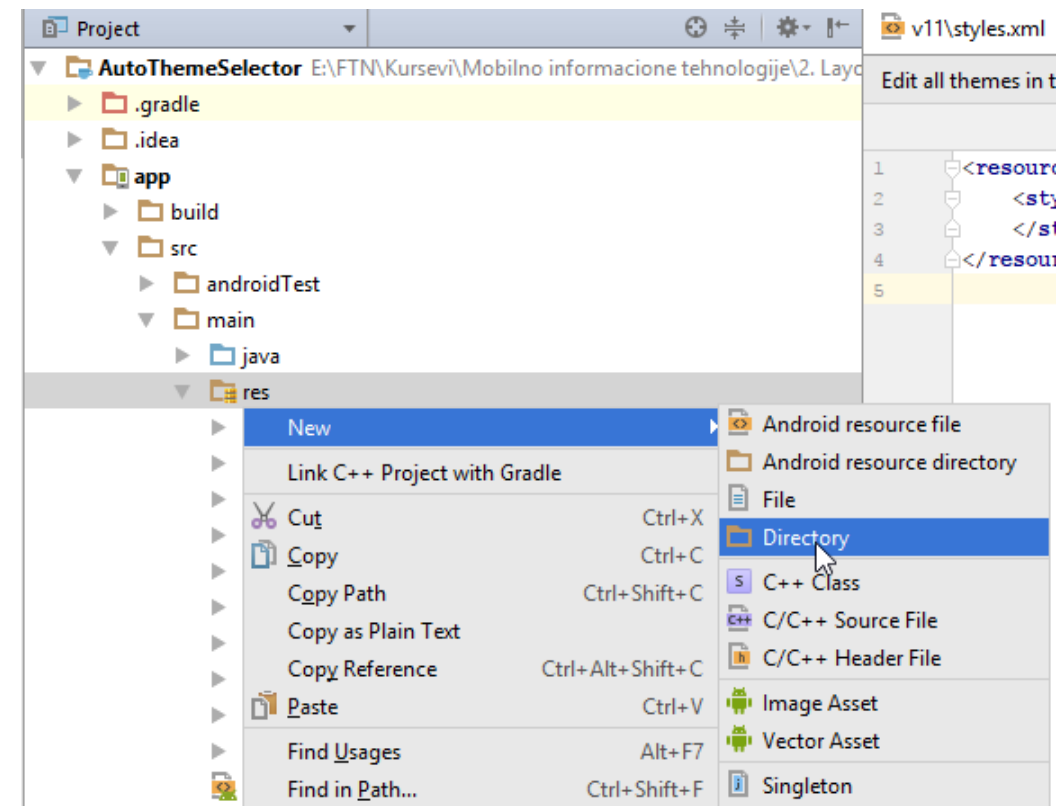 Project
v11\styles.xml
AutoThemeSelector E:\FTN\Kursevi\Mobilno informacione tehnologije\2. Layo
Edit all themes in t
.gradle
.idea
app
build
src
androidTest
main
java
res
1 <resourc
2 <sty
3 </st
4 </resour
5
New
Link C++ Project with Gradle
Cut Ctrl+X
Copy Ctrl+C
Copy Path Ctrl+Shift+C
Copy as Plain Text
Copy Reference Ctrl+Alt+Shift+C
Paste Ctrl+V
Find Usages Alt+F7
Find in Path... Ctrl+Shift+F
Android resource file
Android resource directory
File
Directory
S C++ Class
C++ C/C++ Source File
h C/C++ Header File
Image Asset
Vector Asset
Singleton